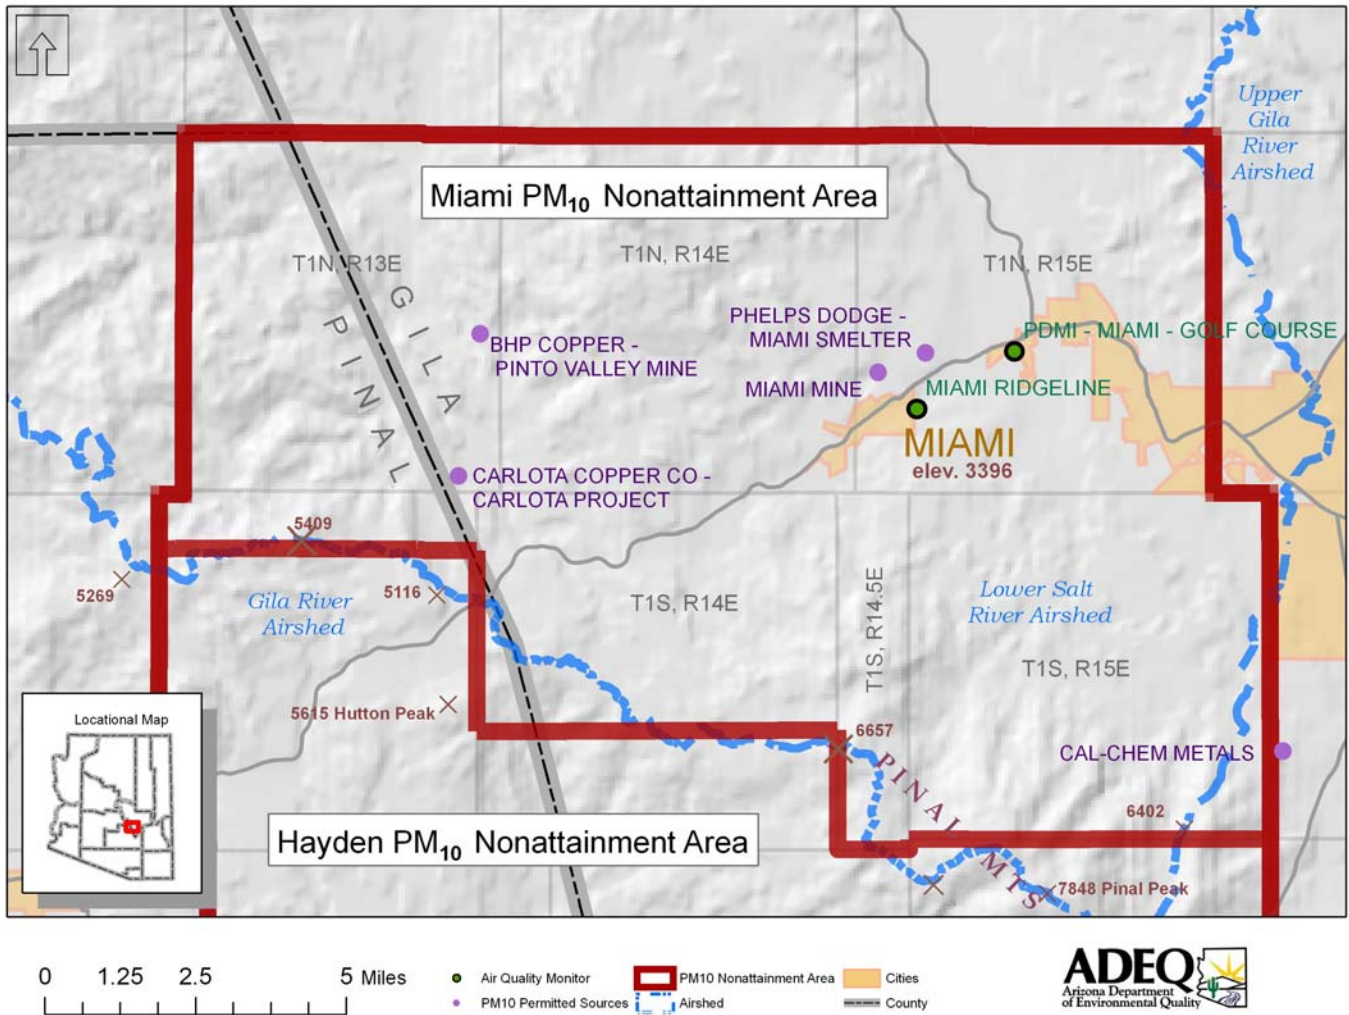 Upper
Gila
River
Airshed
Miami PM10 Nonattainment Area
T1N, R13E
T1N, R14E
T1N, R15E
GILA
PINAL
PHELPS DODGE -
MIAMI SMELTER
PDMI - MIAMI - GOLF COURSE
BHP COPPER -
PINTO VALLEY MINE
MIAMI MINE
MIAMI RIDGELINE
MIAMI
elev. 3396
CARLOTA COPPER CO -
CARLOTA PROJECT
5409
5269
5116
Gila River
Airshed
T1S, R14E
T1S, R14.5E
Lower Salt
River Airshed
T1S, R15E
5615 Hutton Peak
6657
PINAL MTS
CAL-CHEM METALS
6402
7848 Pinal Peak
Locational Map
Hayden PM10 Nonattainment Area
0 1.25 2.5 5 Miles
Air Quality Monitor
PM10 Permitted Sources
PM10 Nonattainment Area
Airshed
Cities
County
ADEQ
Arizona Department
of Environmental Quality